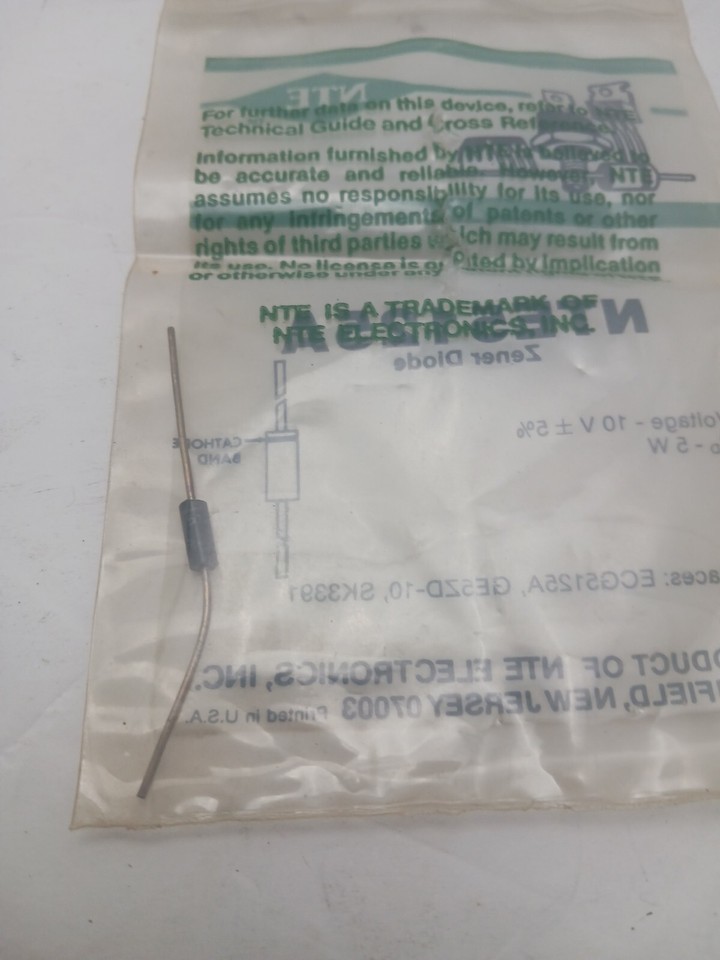 NTE
For further data on this device, refer to NTE
Technical Guide and Cross Reference.
Information furnished by NTE is believed to
be accurate and reliable. However, NTE
assumes no responsibility for its use, nor
for any infringements of patents or other
rights of third parties which may result from
its use. No license is granted by implication
or otherwise under any
NTE IS A TRADEMARK OF
NTE ELECTRONICS, INC.
NTE5125A
Zener Diode
Voltage - 10 V ± 5%
- 5 W
CATHODE
BAND
aces: ECG5125A, GE5ZD-10, SK3391
ODUCT OF NTE ELECTRONICS, INC.
FIELD, NEW JERSEY 07003 Printed in U.S.A.